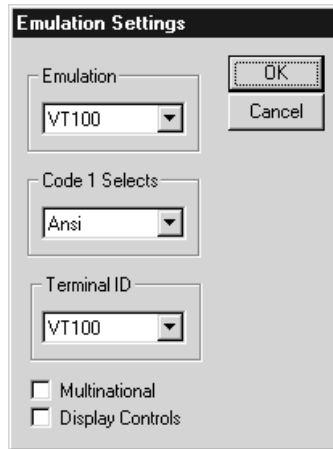 Emulation Settings
Emulation
VT100
OK
Cancel
Code 1 Selects
Ansi
Terminal ID
VT100
Multinational
Display Controls